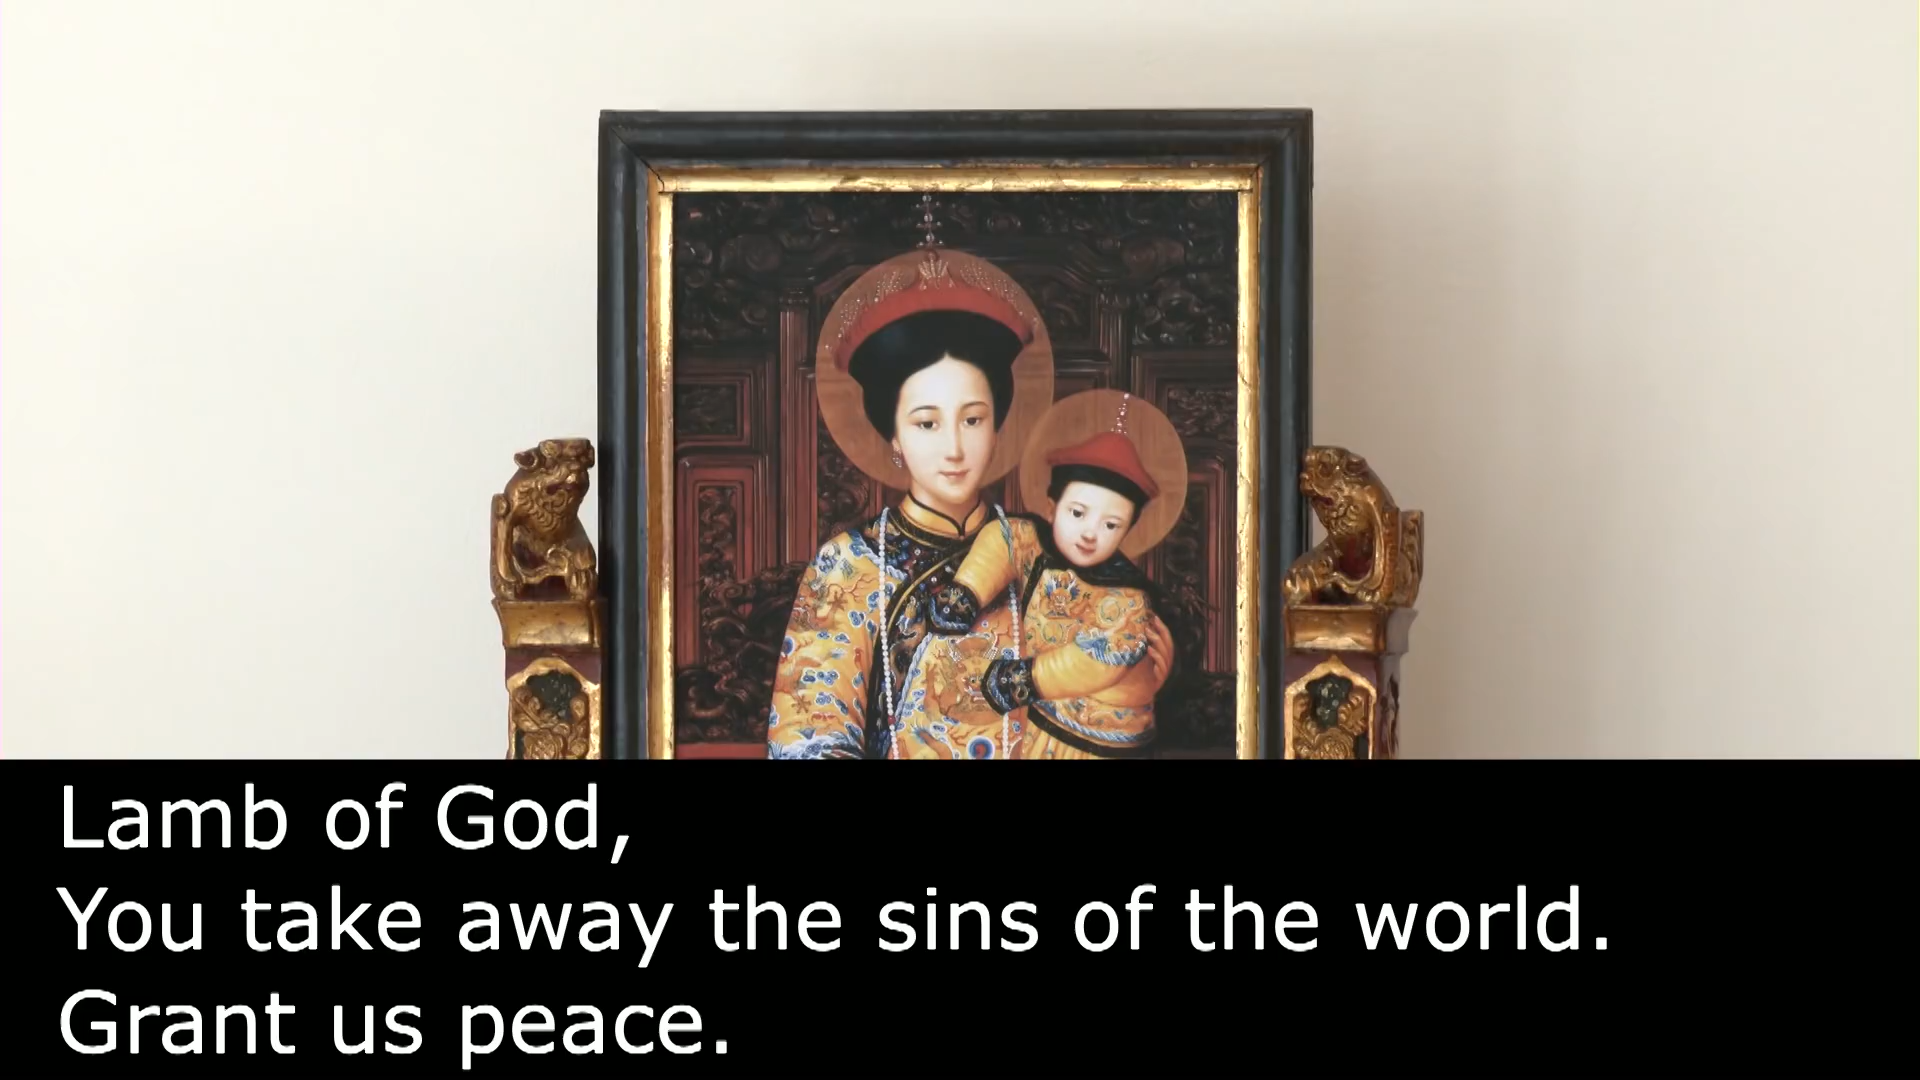 Lamb of God,
You take away the sins of the world.
Grant us peace.